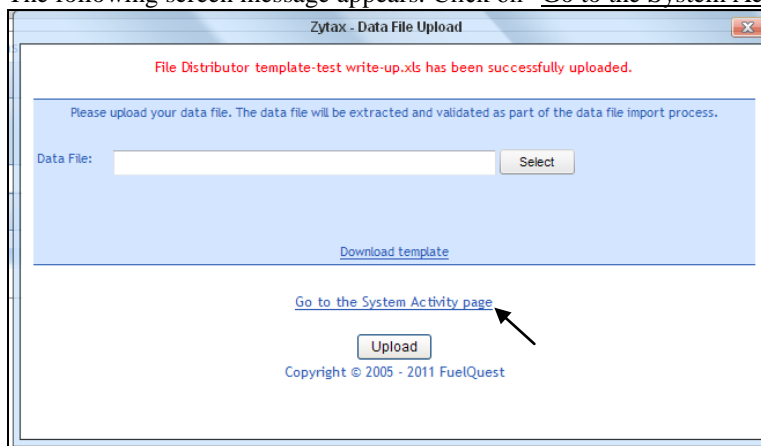 The following screen message appears. Click on "Go to the System Ac
Zytax - Data File Upload
File Distributor template-test write-up.xls has been successfully uploaded.
Please upload your data file. The data file will be extracted and validated as part of the data file import process.
Data File:
Select
Download template
Go to the System Activity page
Upload
Copyright © 2005 - 2011 FuelQuest